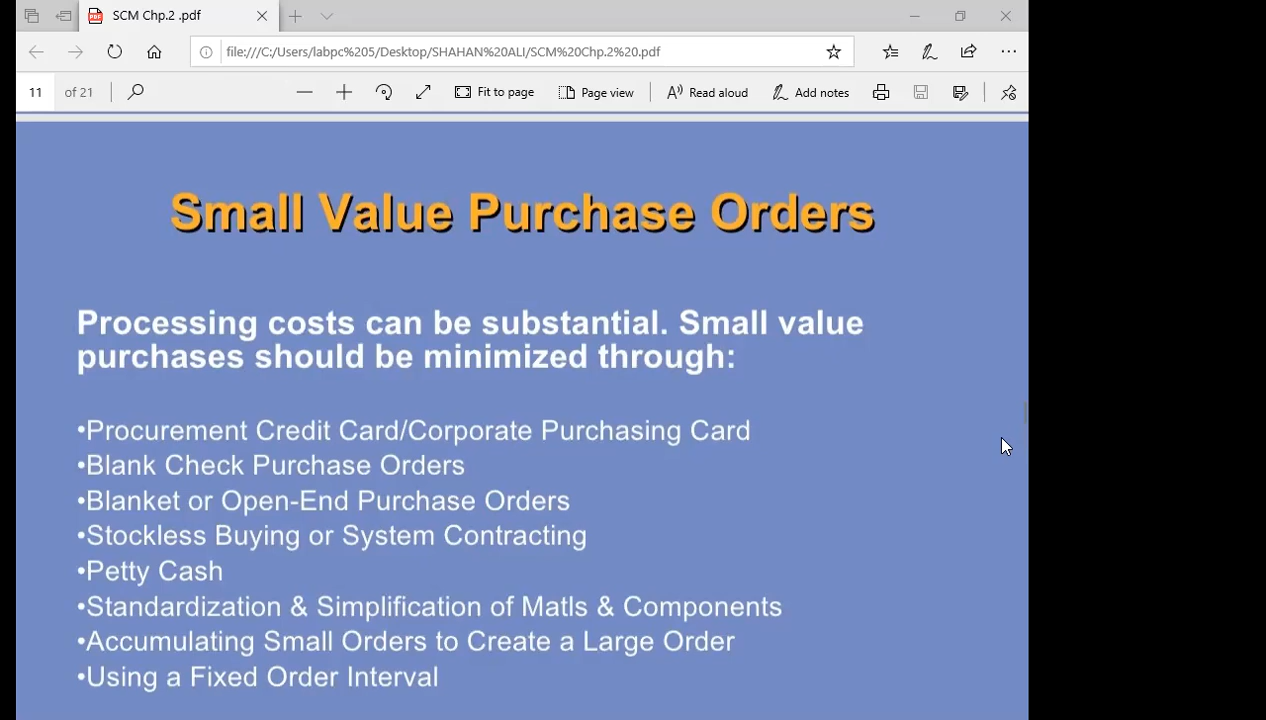 SCM Chp.2 .pdf
file:///C:/Users/labpc%205/Desktop/SHAHAN%20ALI/SCM%20Chp.2%20.pdf
11 of 21 Fit to page Page view Read aloud Add notes
Small Value Purchase Orders
Processing costs can be substantial. Small value
purchases should be minimized through:
•Procurement Credit Card/Corporate Purchasing Card
•Blank Check Purchase Orders
•Blanket or Open-End Purchase Orders
•Stockless Buying or System Contracting
•Petty Cash
•Standardization & Simplification of Matls & Components
•Accumulating Small Orders to Create a Large Order
•Using a Fixed Order Interval